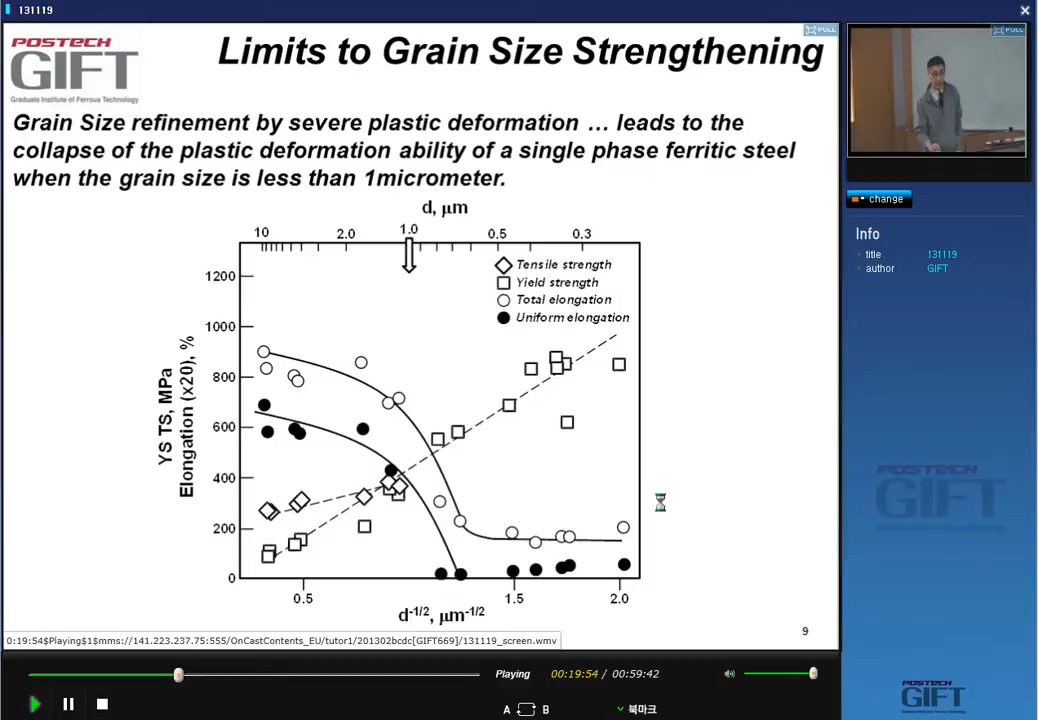 131119
POSTECH
GIFT
Graduate Institute of Ferrous Technology
Limits to Grain Size Strengthening
FULL
FULL
Grain Size refinement by severe plastic deformation … leads to the
collapse of the plastic deformation ability of a single phase ferritic steel
when the grain size is less than 1micrometer.
d, μm
10 2.0 1.0 0.5 0.3
Tensile strength
Yield strength
Total elongation
Uniform elongation
YS TS, MPa
Elongation (x20), %
1200
1000
800
600
400
200
0
0.5 1.5 2.0
d-1/2, μm-1/2
9
0:19:54$Playing$1$mms://141.223.237.75:555/OnCastContents_EU/tutor1/201302bcdc[GIFT669]/131119_screen.wmv
change
Info
title 131119
author GIFT
POSTECH
GIFT
Playing 00:19:54 / 00:59:42
A B 북마크
POSTECH
GIFT